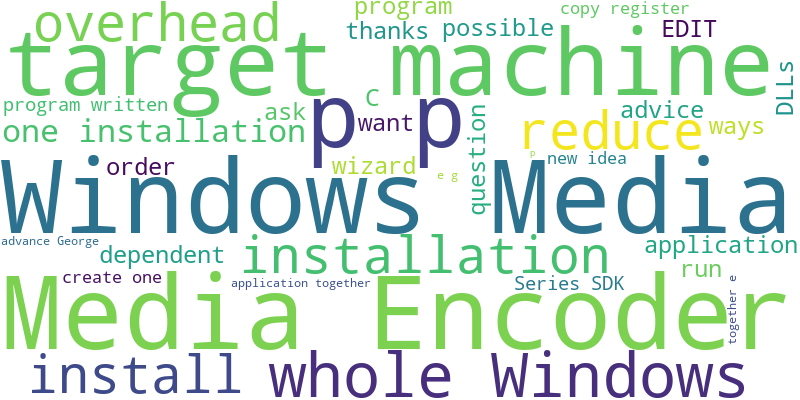 overhead
program
copy register
thanks
possible
EDIT
target machine
DLLs
program written
ask
C
p p
want
question
advice
one installation
reduce
ways
order
wizard
p
new idea
e g
Windows Media
advance George
dependent
installation
application
create one
application together
Series SDK
run
together e
Media Encoder
install
whole Windows